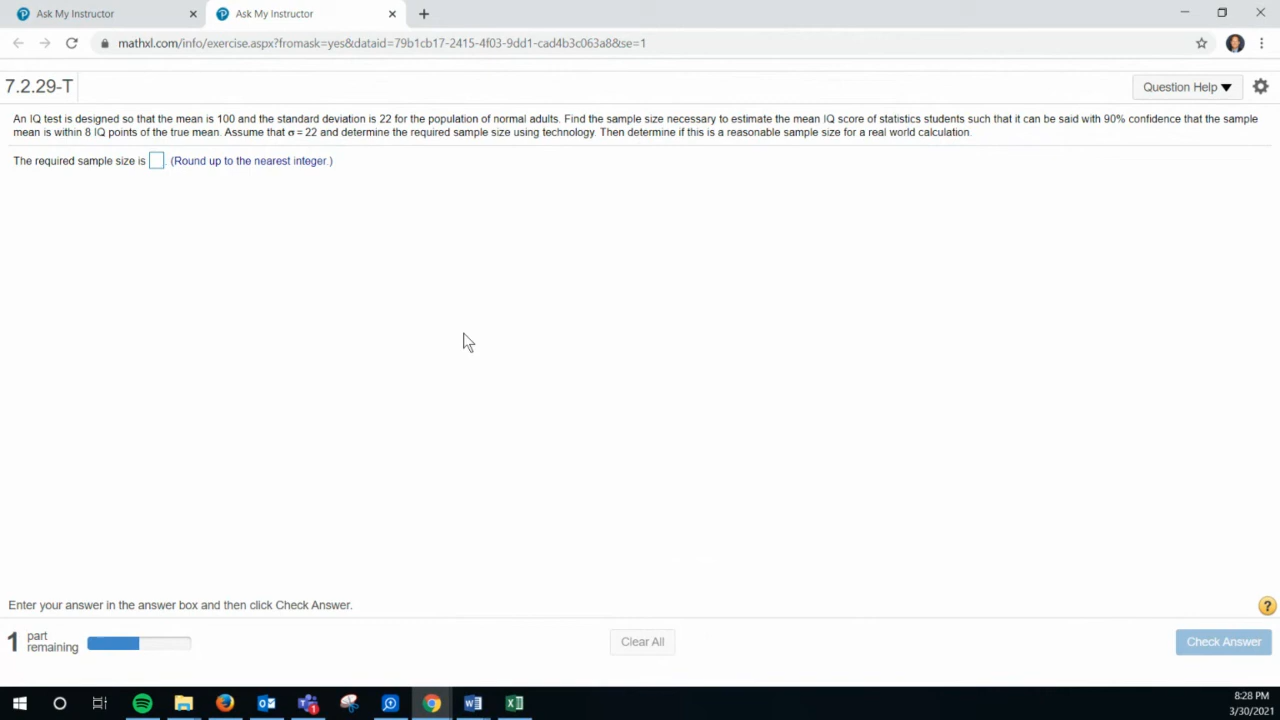 Ask My Instructor
Ask My Instructor
mathxl.com/info/exercise.aspx?fromask=yes&dataid=79b1cb17-2415-4f03-9dd1-cad4b3c063a8&se=1
7.2.29-T
Question Help
An IQ test is designed so that the mean is 100 and the standard deviation is 22 for the population of normal adults. Find the sample size necessary to estimate the mean IQ score of statistics students such that it can be said with 90% confidence that the sample
mean is within 8 IQ points of the true mean. Assume that σ = 22 and determine the required sample size using technology. Then determine if this is a reasonable sample size for a real world calculation.
The required sample size is . (Round up to the nearest integer.)
Enter your answer in the answer box and then click Check Answer.
?
1 part
remaining
Clear All
Check Answer
1
8:28 PM
3/30/2021